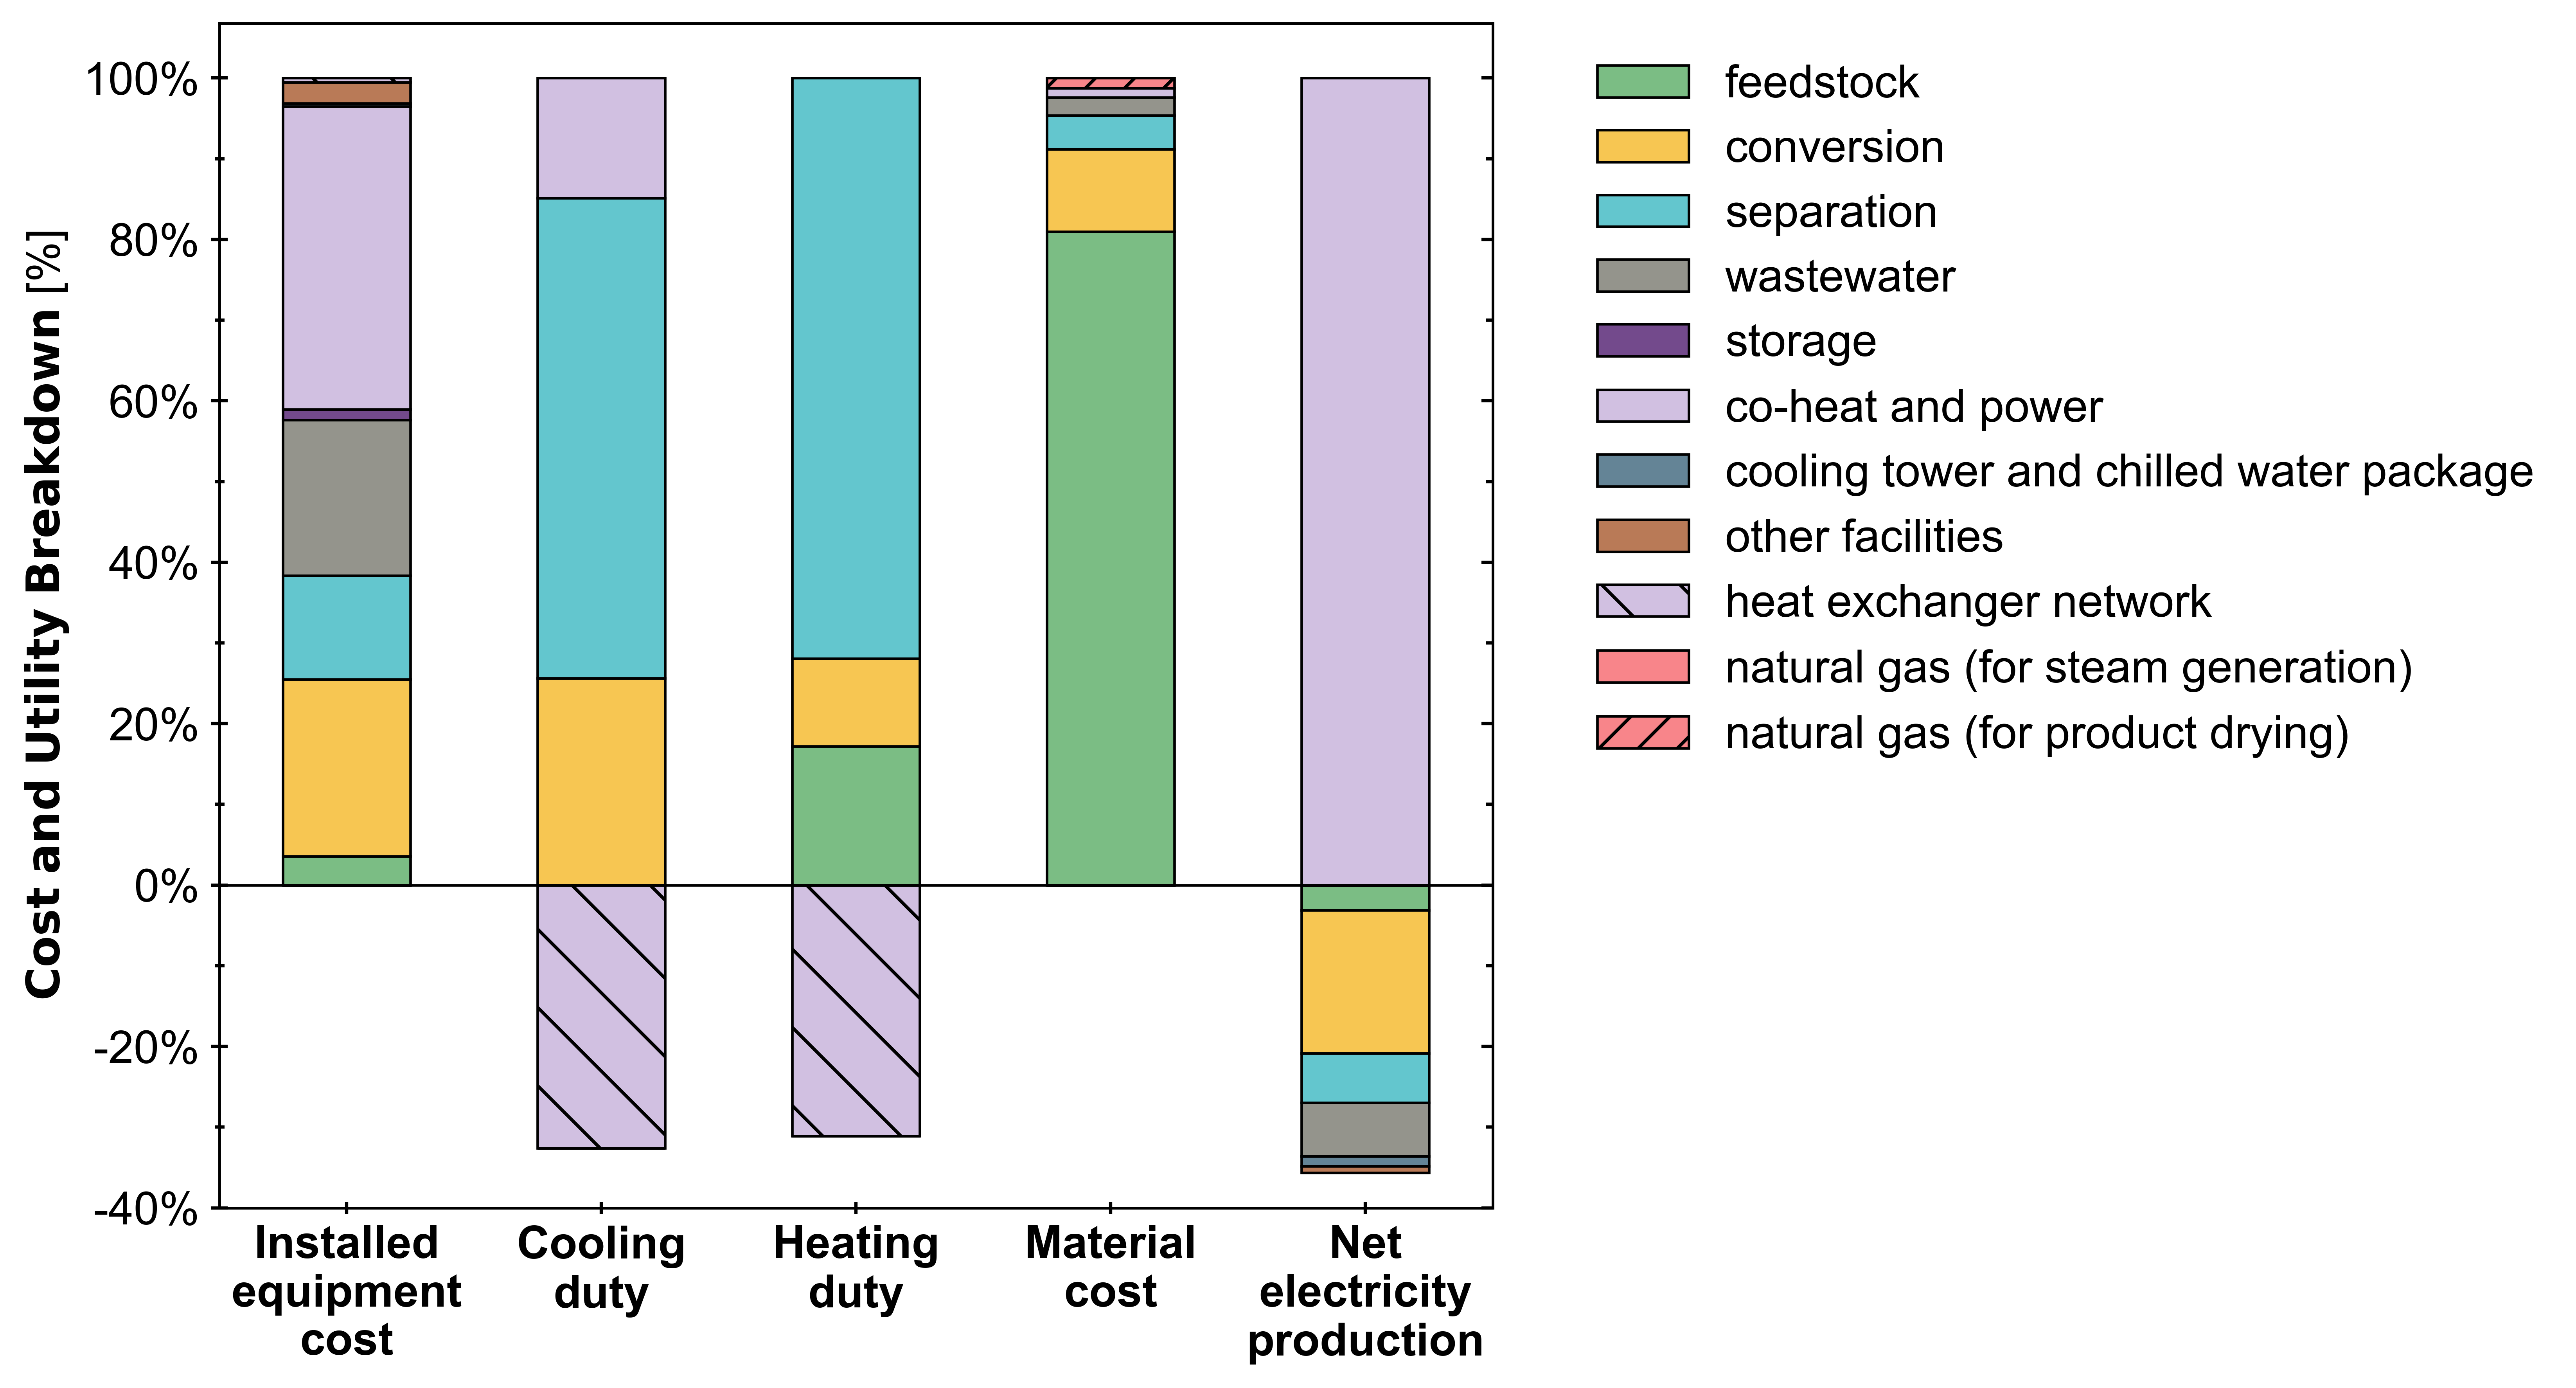 Cost and Utility Breakdown [%]
100%
80%
60%
40%
20%
0%
-20%
-40%
Installed
equipment
cost
Cooling
duty
Heating
duty
Material
cost
Net
electricity
production
feedstock
conversion
separation
wastewater
storage
co-heat and power
cooling tower and chilled water package
other facilities
heat exchanger network
natural gas (for steam generation)
natural gas (for product drying)